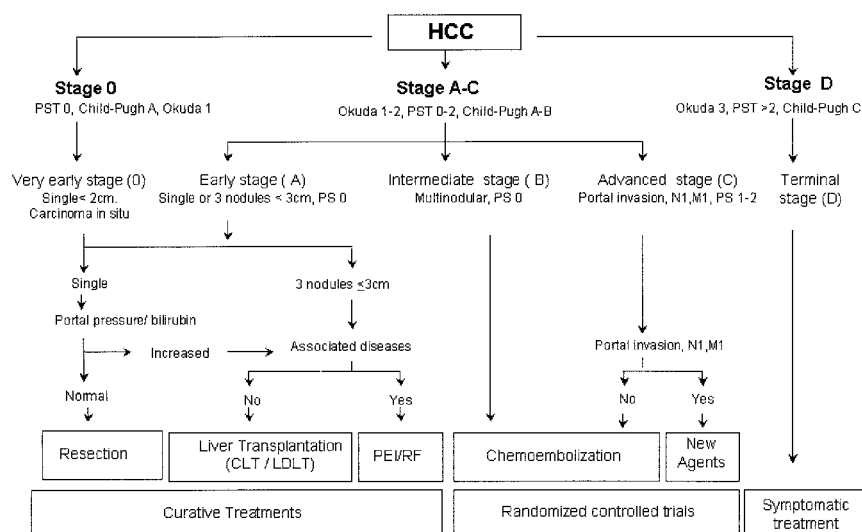 HCC
Stage 0
PST 0, Child-Pugh A, Okuda 1
Stage A-C
Okuda 1-2, PST 0-2, Child-Pugh A-B
Stage D
Okuda 3, PST >2, Child-Pugh C
Very early stage (0)
Single< 2cm.
Carcinoma in situ
Early stage ( A)
Single or 3 nodules < 3cm, PS 0
Intermediate stage ( B)
Multinodular, PS 0
Advanced stage (C)
Portal invasion, N1,M1, PS 1-2
Terminal
stage (D)
Single
3 nodules ≤3cm
Portal pressure/ bilirubin
Increased
Associated diseases
Portal invasion, N1,M1
Normal
No
Yes
No
Yes
Resection
Liver Transplantation
(CLT / LDLT)
PEI/RF
Chemoembolization
New
Agents
Curative Treatments
Randomized controlled trials
Symptomatic
treatment